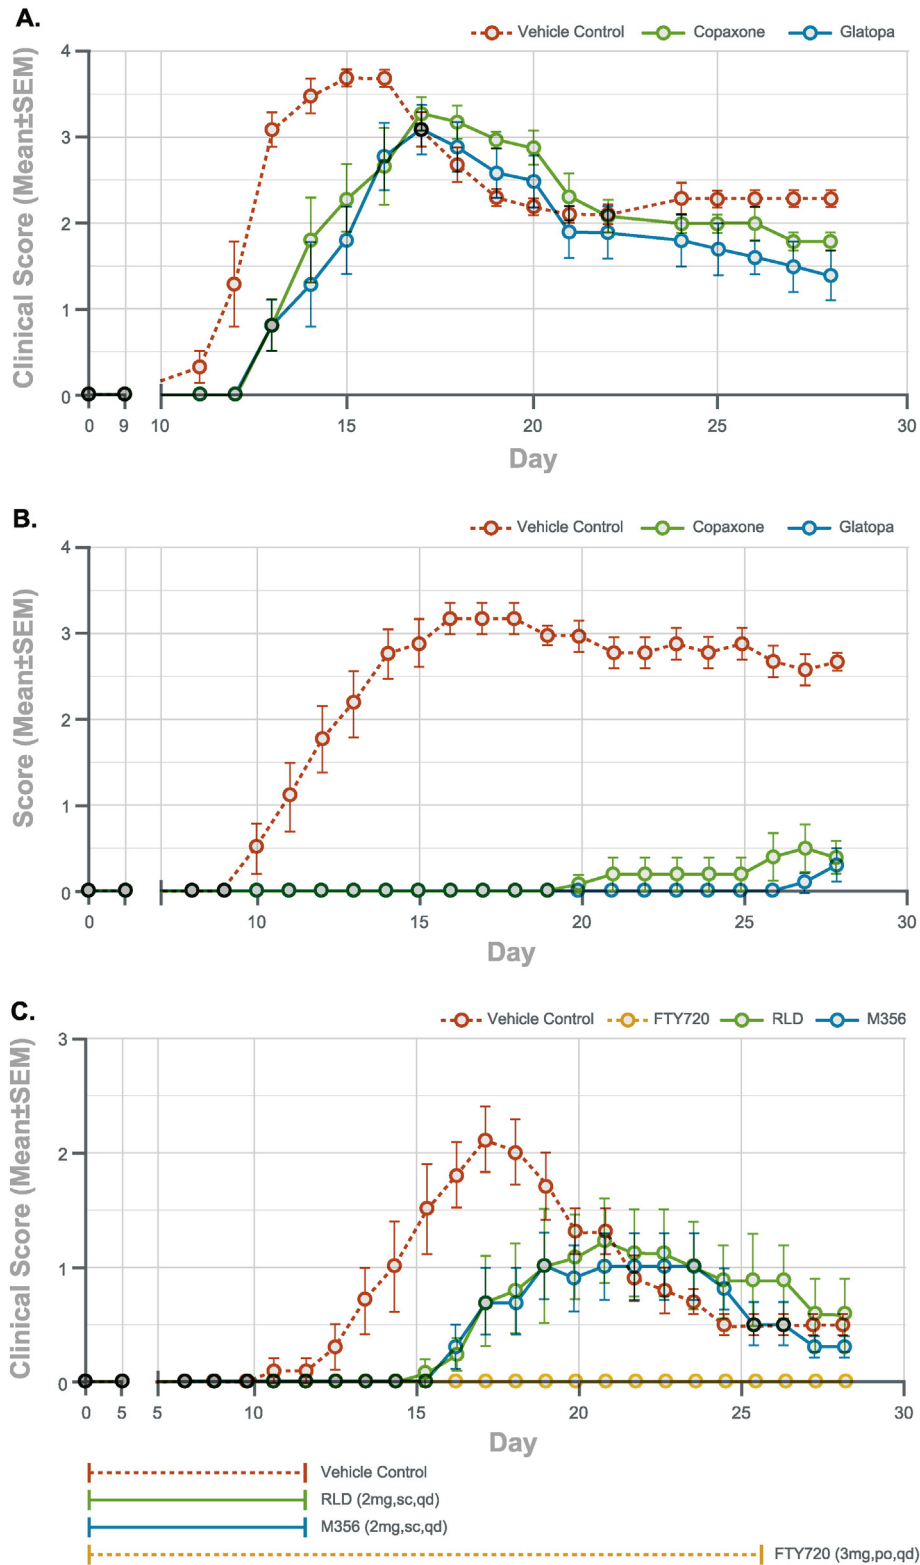 A.
Vehicle Control Copaxone Glatopa
Clinical Score (Mean±SEM)
4
3
2
1
0
0 9 10 15 20 25 30
Day
B.
Vehicle Control Copaxone Glatopa
Score (Mean±SEM)
4
3
2
1
0
0 10 15 20 25 30
Day
C.
Vehicle Control FTY720 RLD M356
Clinical Score (Mean±SEM)
3
2
1
0
0 5 5 10 15 20 25 30
Day
Vehicle Control
RLD (2mg,sc,qd)
M356 (2mg,sc,qd)
FTY720 (3mg,po,qd)